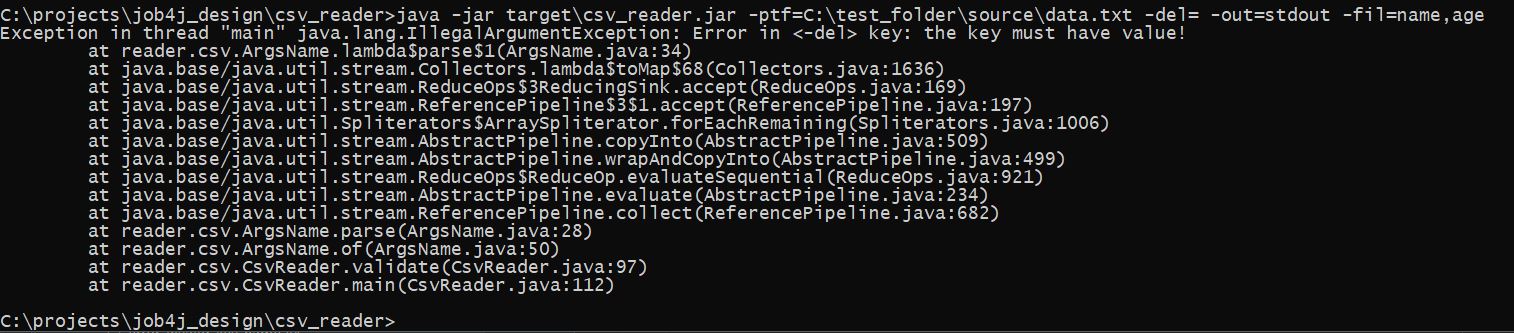 C:\projects\job4j_design\csv_reader>java -jar target\csv_reader.jar -ptf=C:\test_folder\source\data.txt -del= -out=stdout -fil=name,age
Exception in thread "main" java.lang.IllegalArgumentException: Error in <-del> key: the key must have value!
        at reader.csv.ArgsName.lambda$parse$1(ArgsName.java:34)
        at java.base/java.util.stream.Collectors.lambda$toMap$68(Collectors.java:1636)
        at java.base/java.util.stream.ReduceOps$3ReducingSink.accept(ReduceOps.java:169)
        at java.base/java.util.stream.ReferencePipeline$3$1.accept(ReferencePipeline.java:197)
        at java.base/java.util.Spliterators$ArraySpliterator.forEachRemaining(Spliterators.java:1006)
        at java.base/java.util.stream.AbstractPipeline.copyInto(AbstractPipeline.java:509)
        at java.base/java.util.stream.AbstractPipeline.wrapAndCopyInto(AbstractPipeline.java:499)
        at java.base/java.util.stream.ReduceOps$ReduceOp.evaluateSequential(ReduceOps.java:921)
        at java.base/java.util.stream.AbstractPipeline.evaluate(AbstractPipeline.java:234)
        at java.base/java.util.stream.ReferencePipeline.collect(ReferencePipeline.java:682)
        at reader.csv.ArgsName.parse(ArgsName.java:28)
        at reader.csv.ArgsName.of(ArgsName.java:50)
        at reader.csv.CsvReader.validate(CsvReader.java:97)
        at reader.csv.CsvReader.main(CsvReader.java:112)
C:\projects\job4j_design\csv_reader>